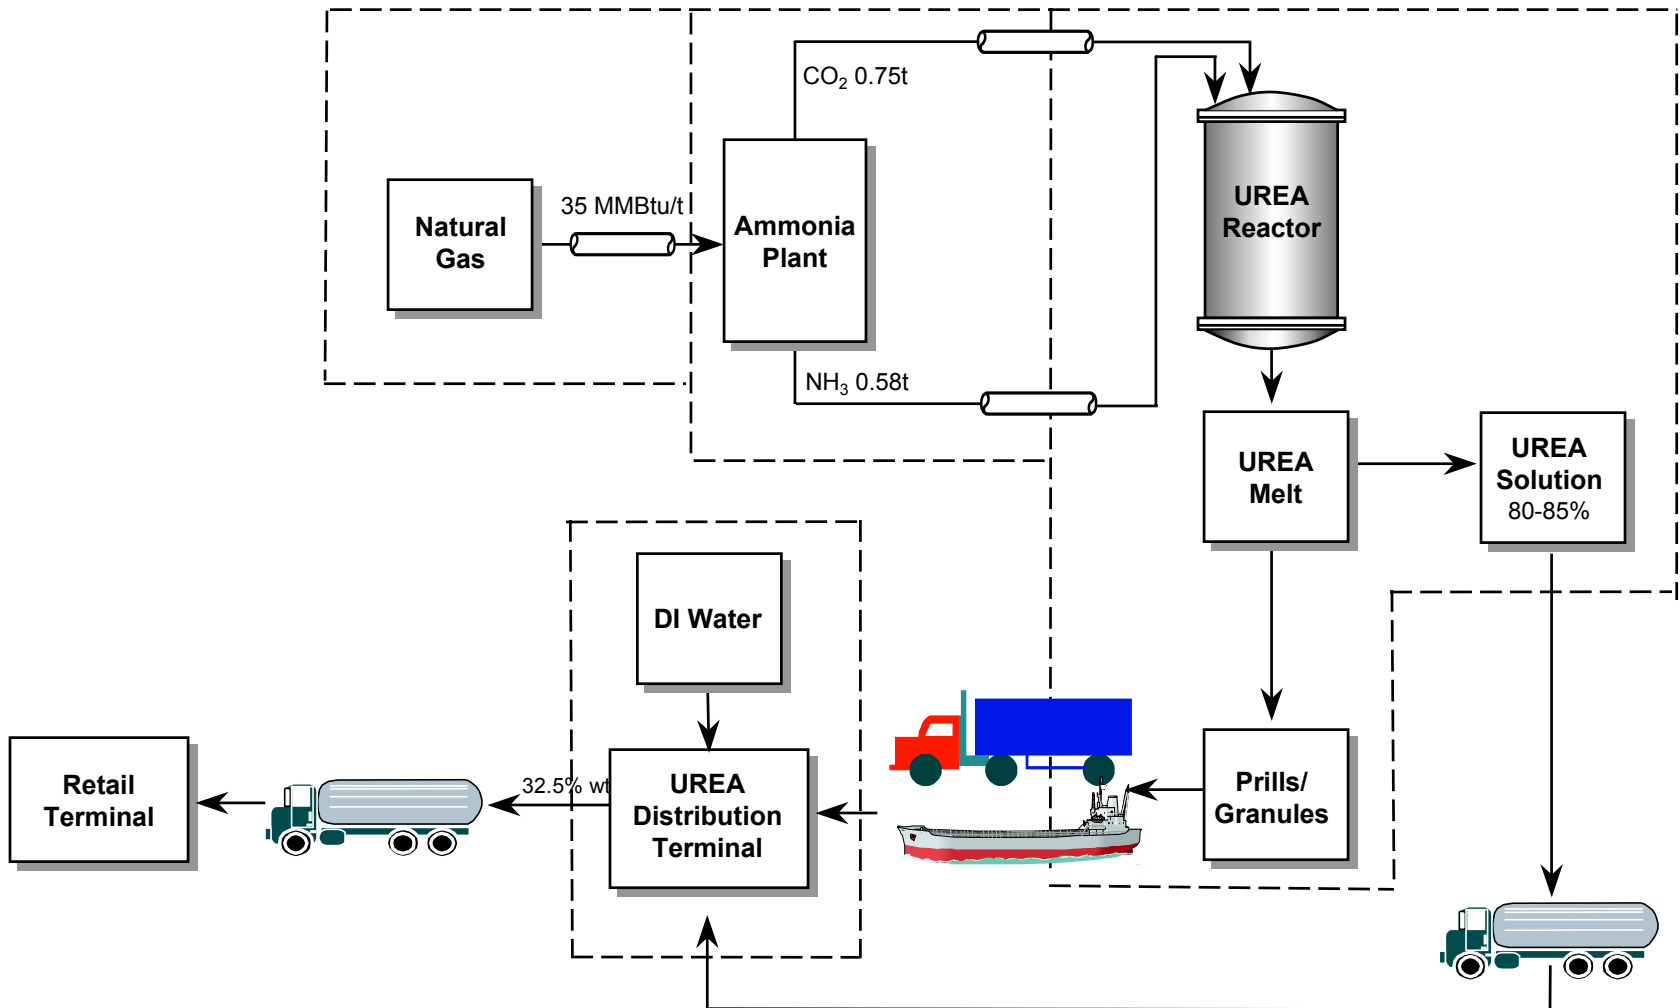 CO₂ 0.75t
Natural
Gas
35 MMBtu/t
Ammonia
Plant
NH₃ 0.58t
UREA
Reactor
UREA
Melt
UREA
Solution
80-85%
DI Water
Prills/
Granules
UREA
Distribution
Terminal
32.5% wt
Retail
Terminal